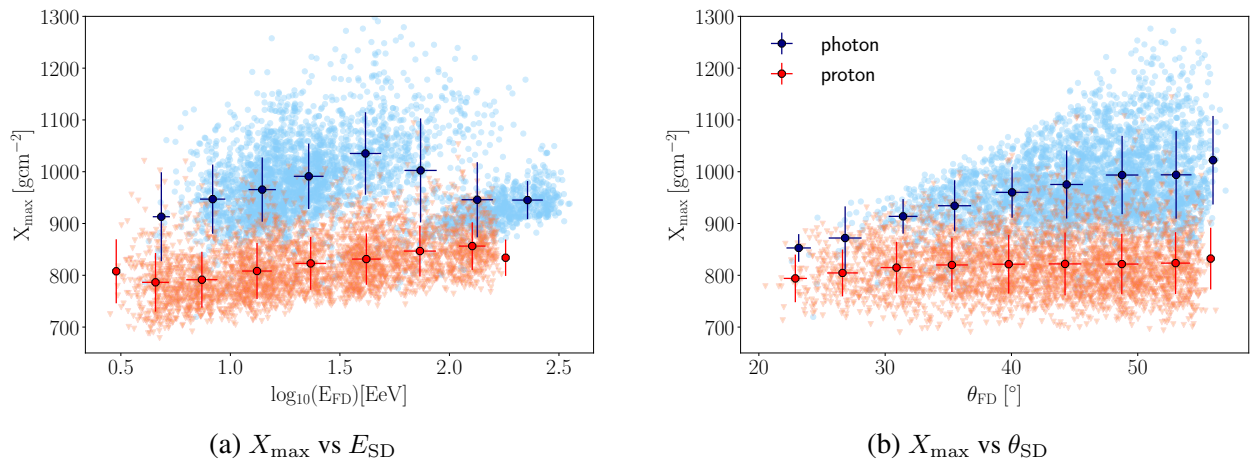 1300
1200
1100
1000
900
800
700
X_max [gcm⁻²]
0.5 1.0 1.5 2.0 2.5
log₁₀(E_FD)[EeV]
(a) X_max vs E_SD
1300
1200
1100
1000
900
800
700
X_max [gcm⁻²]
photon
proton
20 30 40 50
θ_FD [°]
(b) X_max vs θ_SD